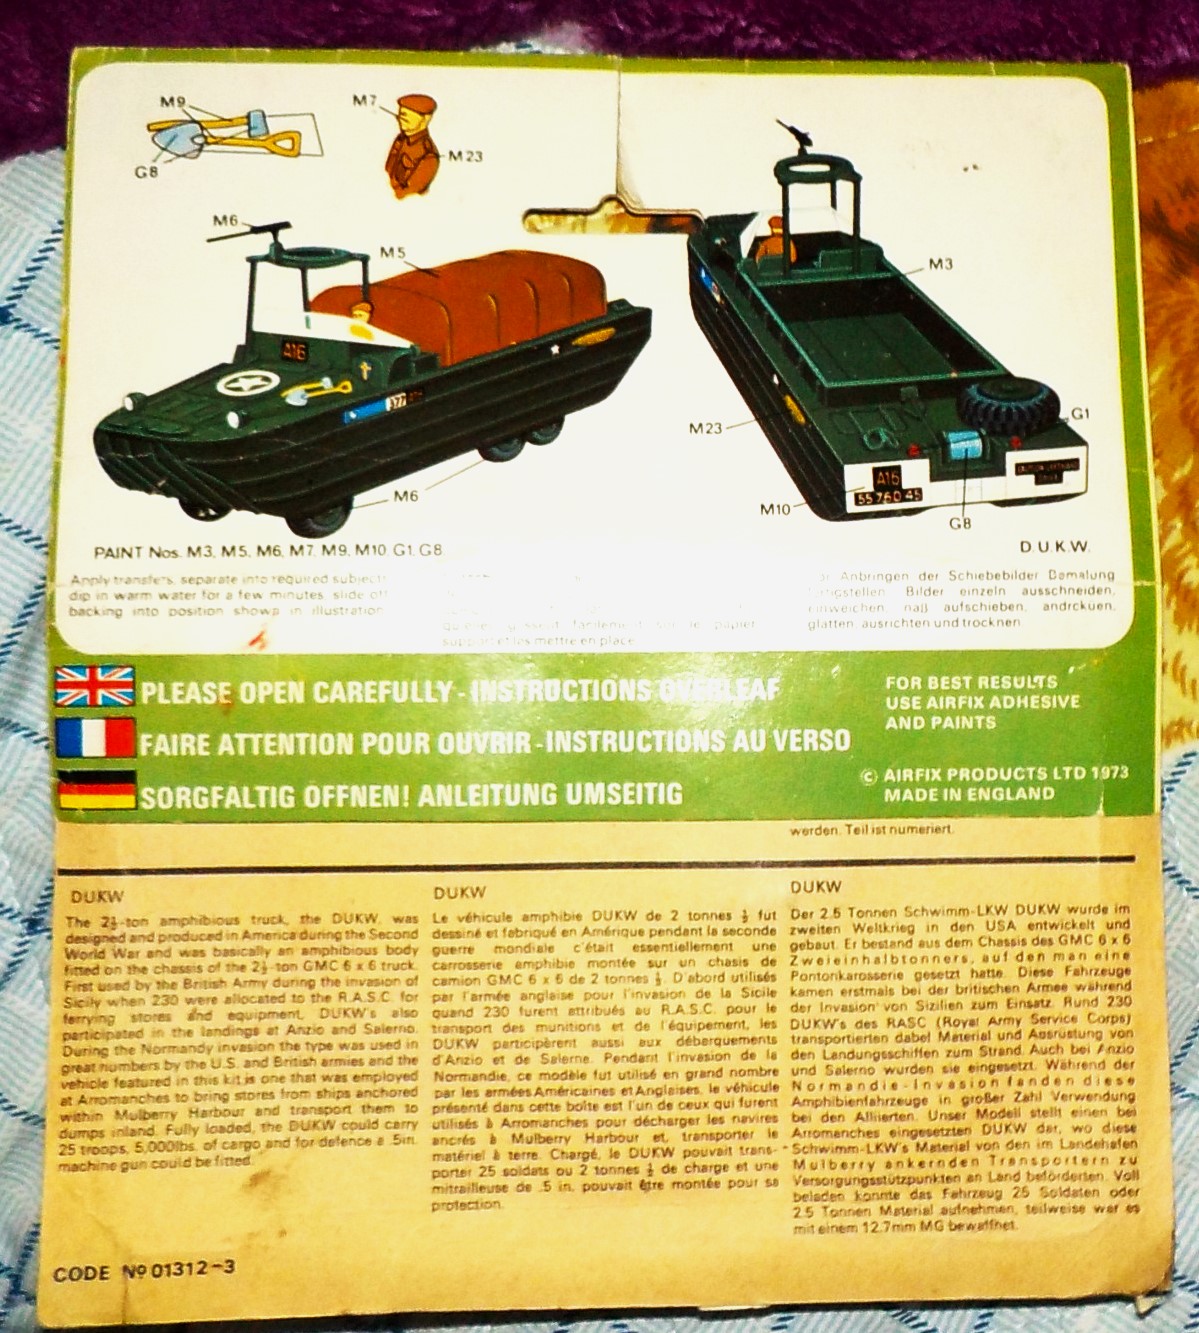 M9
G8
M7
M23
M6
M5
A16
377
M6
M3
M23
G1
M10
A16
55 760 45
G8
PAINT Nos. M3, M5, M6, M7, M9, M10, G1, G8
D.U.K.W.
Apply transfers, separate into required subjects
dip in warm water for a few minutes slide off
backing into position shown in illustration
glissent facilement sur le papier
support et les mettre en place.
Anbringen der Schiebebilder Bemalung
Bilder einzeln ausschneiden,
einweichen, naß aufschieben, andrckuen,
glatten, ausrichten und trocknen.
PLEASE OPEN CAREFULLY - INSTRUCTIONS OVERLEAF
FAIRE ATTENTION POUR OUVRIR - INSTRUCTIONS AU VERSO
SORGFALTIG ÖFFNEN! ANLEITUNG UMSEITIG
FOR BEST RESULTS
USE AIRFIX ADHESIVE
AND PAINTS
© AIRFIX PRODUCTS LTD 1973
MADE IN ENGLAND
werden. Teil ist numeriert.
DUKW
The 2½-ton amphibious truck, the DUKW, was
designed and produced in America during the Second
World War and was basically an amphibious body
fitted on the chassis of the 2½-ton GMC 6 x 6 truck.
First used by the British Army during the invasion of
Sicily when 230 were allocated to the R.A.S.C. for
ferrying stores and equipment, DUKW's also
participated in the landings at Anzio and Salerno.
During the Normandy invasion the type was used in
great numbers by the U.S. and British armies and the
vehicle featured in this kit is one that was employed
at Arromanches to bring stores from ships anchored
within Mulberry Harbour and transport them to
dumps inland. Fully loaded, the DUKW could carry
25 troops, 5,000lbs. of cargo and for defence a .5in.
machine gun could be fitted.
DUKW
Le véhicule amphibie DUKW de 2 tonnes ½ fut
dessiné et fabriqué en Amérique pendant la seconde
guerre mondiale c'était essentiellement une
carrosserie amphibie montée sur un chasis de
camion GMC 6 x 6 de 2 tonnes ½. D'abord utilisés
par l'armée anglaise pour l'invasion de la Sicile
quand 230 furent attribués au R.A.S.C. pour le
transport des munitions et de l'équipement, les
DUKW participèrent aussi aux débarquements
d'Anzio et de Salerne. Pendant l'invasion de la
Normandie, ce modèle fut utilisé en grand nombre
par les armées Américaines et Anglaises, le véhicule
présenté dans cette boîte est l'un de ceux qui furent
utilisés à Arromanches pour décharger les navires
ancrés à Mulberry Harbour et, transporter le
matériel à terre. Chargé, le DUKW pouvait trans-
porter 25 soldats ou 2 tonnes ½ de charge et une
mitrailleuse de .5 in. pouvait être montée pour sa
protection.
DUKW
Der 2.5 Tonnen Schwimm-LKW DUKW wurde im
zweiten Weltkrieg in den USA entwickelt und
gebaut. Er bestand aus dem Chassis des GMC 6 x 6
Zweieinhalbtonners, auf den man eine
Pontonkarosserie gesetzt hatte. Diese Fahrzeuge
kamen erstmals bei der britischen Armee während
der Invasion von Sizilien zum Einsatz. Rund 230
DUKW's des RASC (Royal Army Service Corps)
transportierten dabei Material und Ausrüstung von
den Landungsschiffen zum Strand. Auch bei Anzio
und Salerno wurden sie eingesetzt. Während der
Normandie-Invasion fanden diese
Amphibienfahrzeuge in großer Zahl Verwendung
bei den Alliierten. Unser Modell stellt einen bei
Arromanches eingesetzten DUKW dar, wo diese
Schwimm-LKW's Material von den im Landehafen
Mulberry ankernden Transportern zu
Versorgungsstützpunkten an Land beförderten. Voll
beladen konnte das Fahrzeug 25 Soldaten oder
2.5 Tonnen Material aufnehmen, teilweise war es
mit einem 12.7mm MG bewaffnet.
CODE No 01312-3